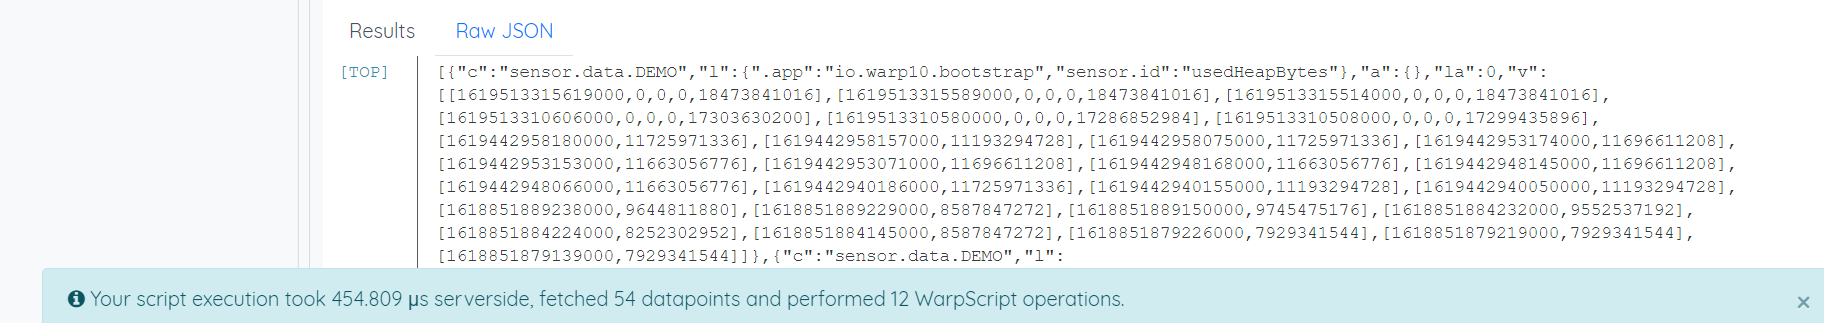 Results Raw JSON
[TOP] [{"c":"sensor.data.DEMO","l":{".app":"io.warp10.bootstrap","sensor.id":"usedHeapBytes"},"a":{},"la":0,"v":
[[1619513315619000,0,0,0,18473841016],[1619513315589000,0,0,0,18473841016],[1619513315514000,0,0,0,18473841016],
[1619513310606000,0,0,0,17303630200],[1619513310580000,0,0,0,17286852984],[1619513310508000,0,0,0,17299435896],
[1619442958180000,11725971336],[1619442958157000,11193294728],[1619442958075000,11725971336],[1619442953174000,11696611208],
[1619442953153000,11663056776],[1619442953071000,11696611208],[1619442948168000,11663056776],[1619442948145000,11696611208],
[1619442948066000,11663056776],[1619442940186000,11725971336],[1619442940155000,11193294728],[1619442940050000,11193294728],
[1618851889238000,9644811880],[1618851889229000,8587847272],[1618851889150000,9745475176],[1618851884232000,9552537192],
[1618851884224000,8252302952],[1618851884145000,8587847272],[1618851879226000,7929341544],[1618851879219000,7929341544],
[1618851879139000,7929341544]]},{"c":"sensor.data.DEMO","l":
Your script execution took 454.809 μs serverside, fetched 54 datapoints and performed 12 WarpScript operations. ×